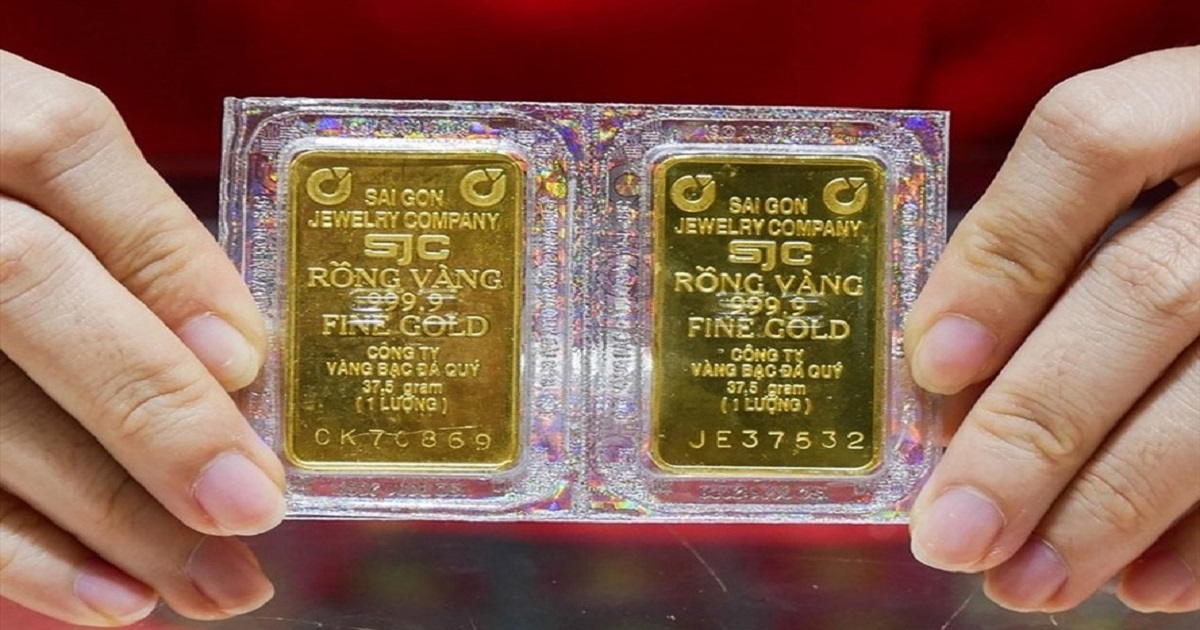 SAI GON
JEWELRY COMPANY
SJC
RỒNG VÀNG
999.9
FINE GOLD
CÔNG TY
VÀNG BẠC ĐÁ QUÝ
37,5 gram
( 1 LƯỢNG )
SAI GON
JEWELRY COMPANY
SJC
RỒNG VÀNG
999.9
FINE GOLD
CÔNG TY
VÀNG BẠC ĐÁ QUÝ
37,5 gram
( 1 LƯỢNG )
JE37532